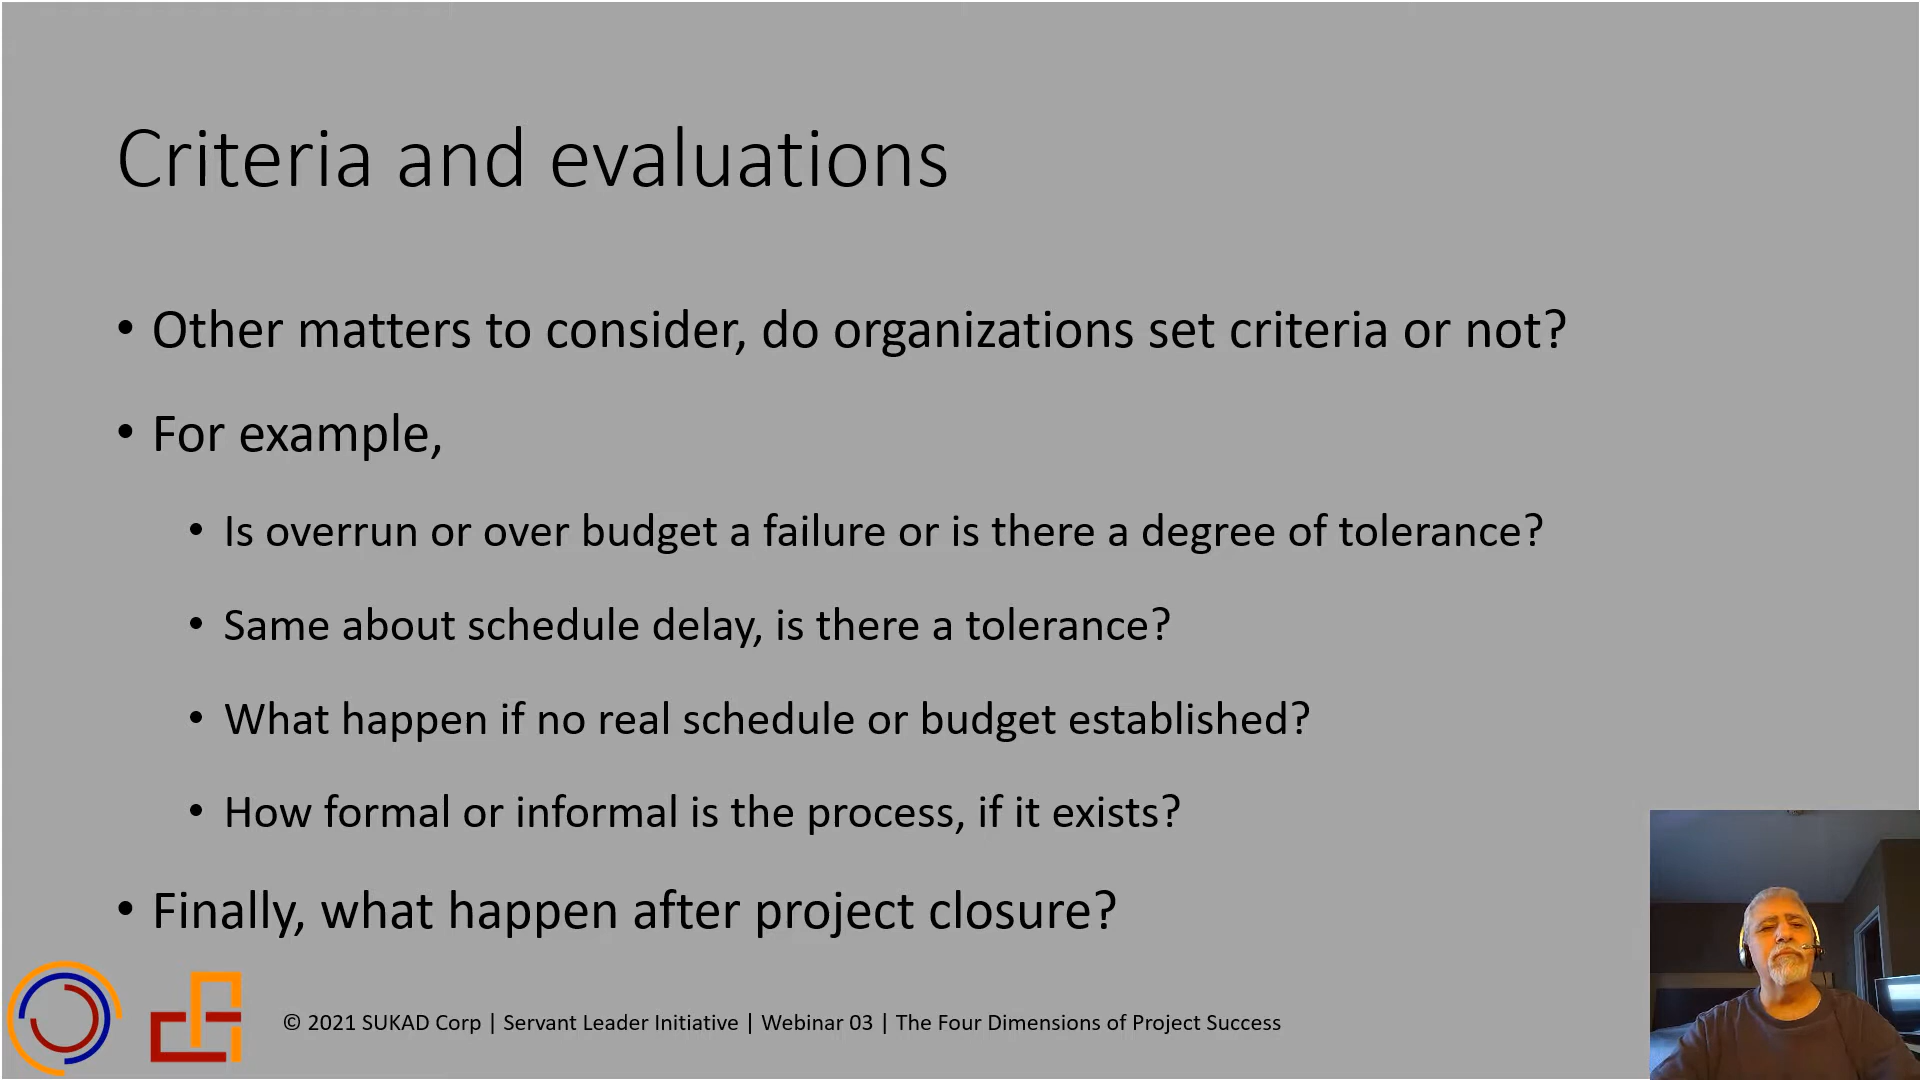 Criteria and evaluations
• Other matters to consider, do organizations set criteria or not?
• For example,
• Is overrun or over budget a failure or is there a degree of tolerance?
• Same about schedule delay, is there a tolerance?
• What happen if no real schedule or budget established?
• How formal or informal is the process, if it exists?
• Finally, what happen after project closure?
© 2021 SUKAD Corp | Servant Leader Initiative | Webinar 03 | The Four Dimensions of Project Success